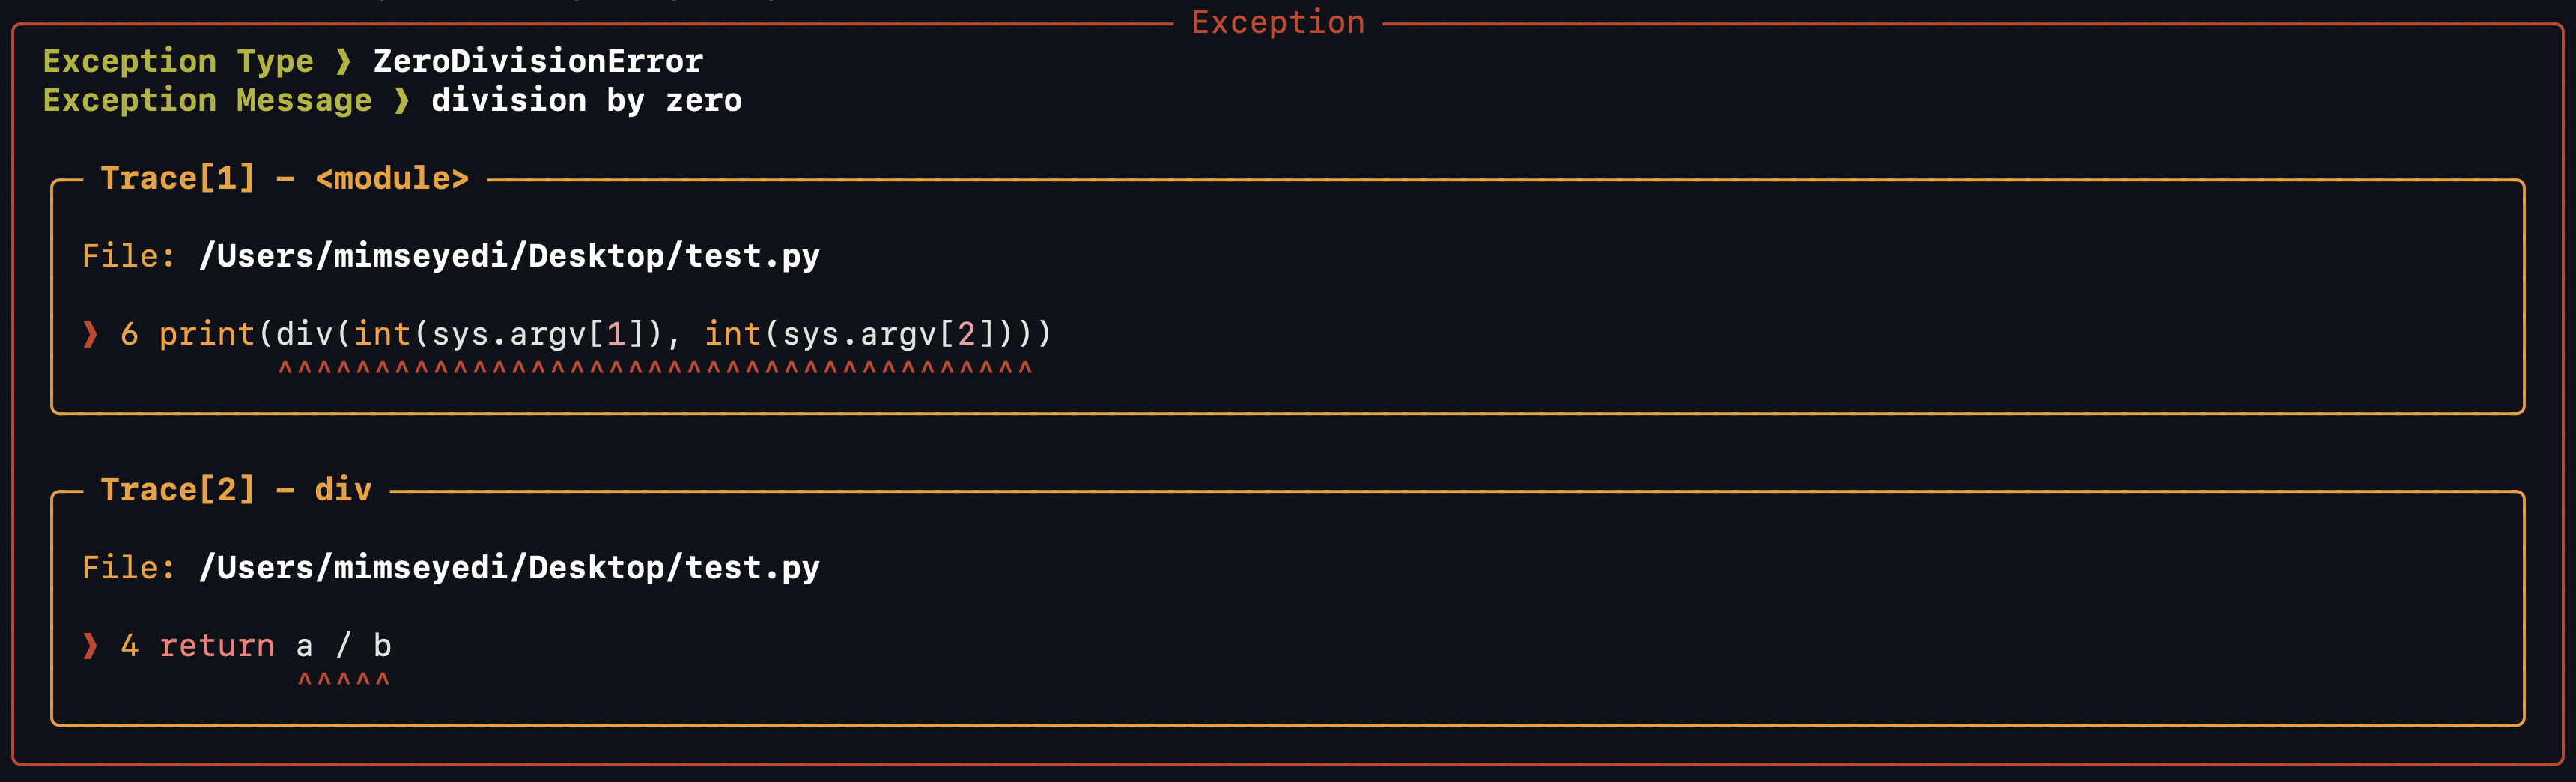 Exception
Exception Type ❱ ZeroDivisionError
Exception Message ❱ division by zero
Trace[1] — <module>
File: /Users/mimseyedi/Desktop/test.py
❱ 6 print(div(int(sys.argv[1]), int(sys.argv[2])))
^^^^^^^^^^^^^^^^^^^^^^^^^^^^^^^^^^^^^^^
Trace[2] — div
File: /Users/mimseyedi/Desktop/test.py
❱ 4 return a / b
^^^^^